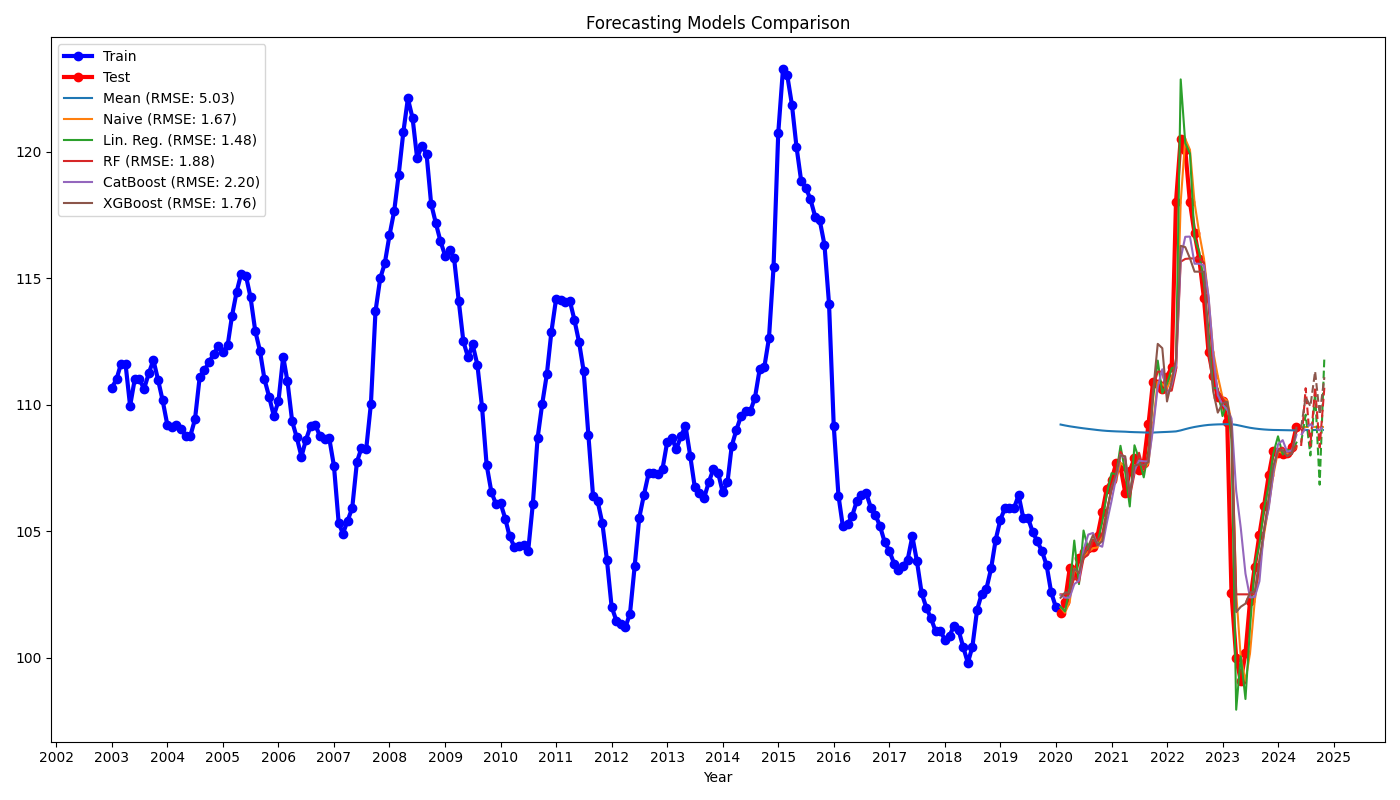 Forecasting Models Comparison
Train
Test
Mean (RMSE: 5.03)
Naive (RMSE: 1.67)
Lin. Reg. (RMSE: 1.48)
RF (RMSE: 1.88)
CatBoost (RMSE: 2.20)
XGBoost (RMSE: 1.76)
120
115
110
105
100
2002 2003 2004 2005 2006 2007 2008 2009 2010 2011 2012 2013 2014 2015 2016 2017 2018 2019 2020 2021 2022 2023 2024 2025
Year